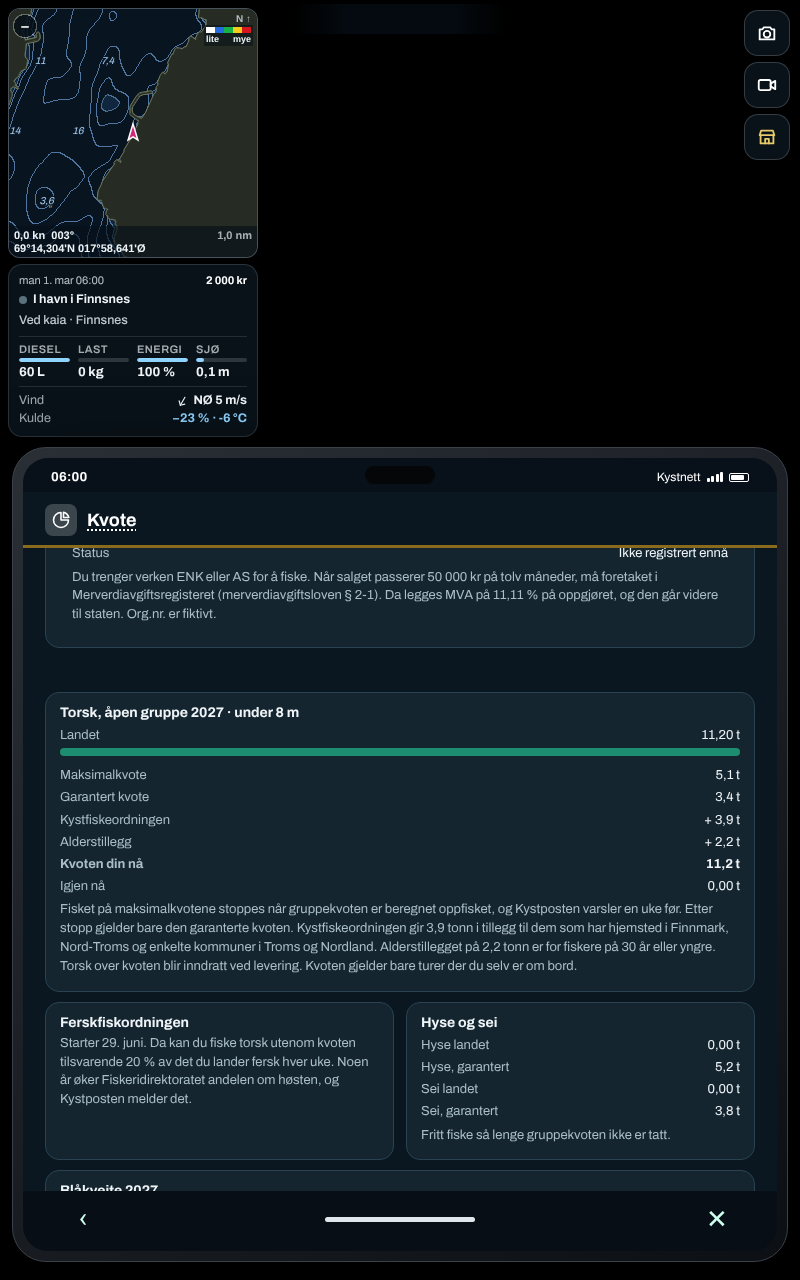 N ↑
lite mye
11
7,4
14
16
3,6
0,0 kn 003°
1,0 nm
69°14,304'N 017°58,641'Ø
man 1. mar 06:00 2 000 kr
I havn i Finnsnes
Ved kaia · Finnsnes
DIESEL LAST ENERGI SJØ
60 L 0 kg 100 % 0,1 m
Vind ↙ NØ 5 m/s
Kulde −23 % · -6 °C
06:00 Kystnett
Kvote
Status Ikke registrert ennå
Du trenger verken ENK eller AS for å fiske. Når salget passerer 50 000 kr på tolv måneder, må foretaket i
Merverdiavgiftsregisteret (merverdiavgiftsloven § 2-1). Da legges MVA på 11,11 % på oppgjøret, og den går videre
til staten. Org.nr. er fiktivt.
Torsk, åpen gruppe 2027 · under 8 m
Landet 11,20 t
Maksimalkvote 5,1 t
Garantert kvote 3,4 t
Kystfiskeordningen + 3,9 t
Alderstillegg + 2,2 t
Kvoten din nå 11,2 t
Igjen nå 0,00 t
Fisket på maksimalkvotene stoppes når gruppekvoten er beregnet oppfisket, og Kystposten varsler en uke før. Etter
stopp gjelder bare den garanterte kvoten. Kystfiskeordningen gir 3,9 tonn i tillegg til dem som har hjemsted i Finnmark,
Nord-Troms og enkelte kommuner i Troms og Nordland. Alderstillegget på 2,2 tonn er for fiskere på 30 år eller yngre.
Torsk over kvoten blir inndratt ved levering. Kvoten gjelder bare turer der du selv er om bord.
Ferskfiskordningen
Starter 29. juni. Da kan du fiske torsk utenom kvoten
tilsvarende 20 % av det du lander fersk hver uke. Noen
år øker Fiskeridirektoratet andelen om høsten, og
Kystposten melder det.
Hyse og sei
Hyse landet 0,00 t
Hyse, garantert 5,2 t
Sei landet 0,00 t
Sei, garantert 3,8 t
Fritt fiske så lenge gruppekvoten ikke er tatt.
Blåkveite 2027